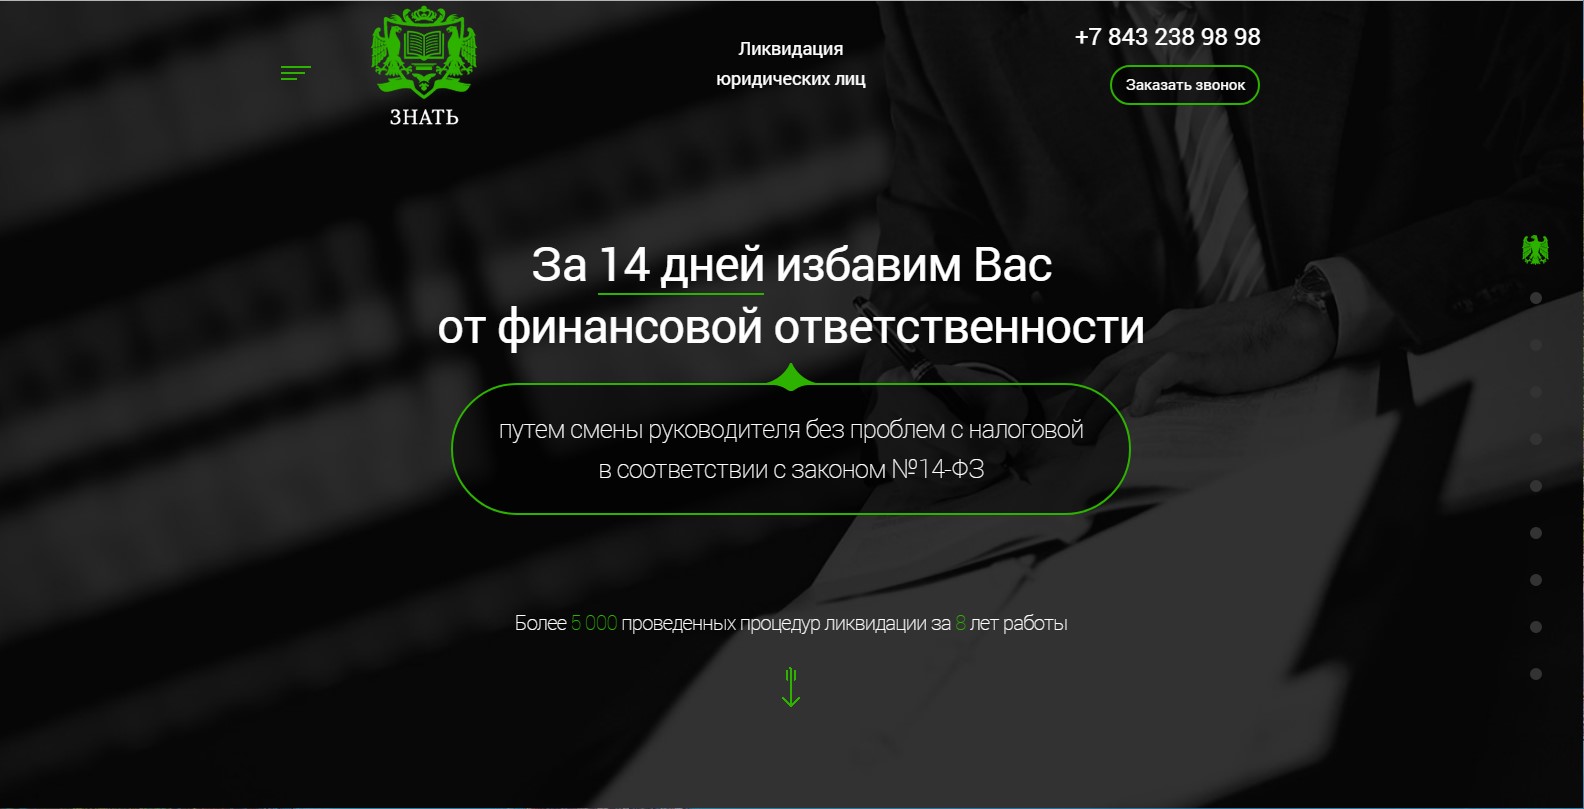 ЗНАТЬ
Ликвидация
юридических лиц
+7 843 238 98 98
Заказать звонок
За 14 дней избавим Вас
от финансовой ответственности
путем смены руководителя без проблем с налоговой
в соответствии с законом №14-ФЗ
Более 5 000 проведенных процедур ликвидации за 8 лет работы